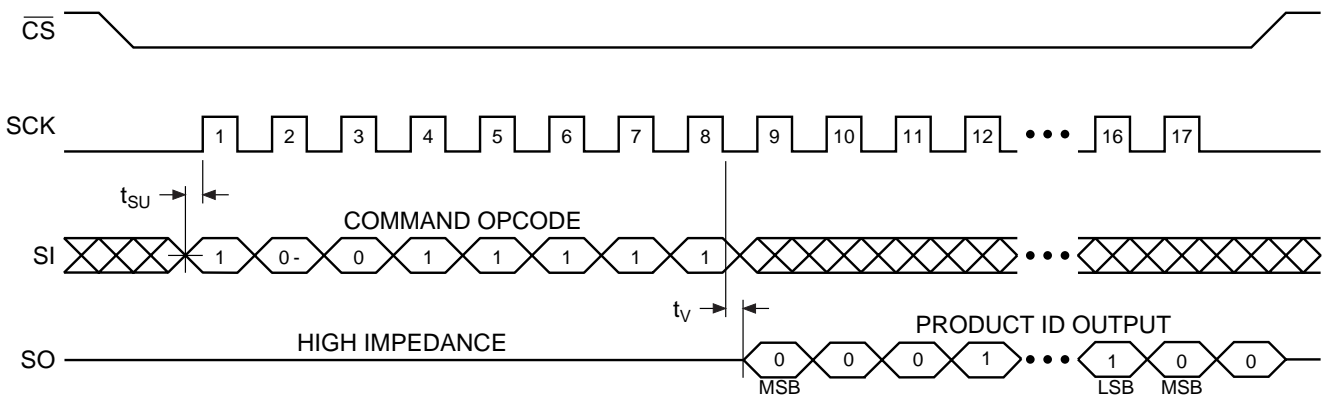 CS
SCK 1 2 3 4 5 6 7 8 9 10 11 12 ••• 16 17
tSU
COMMAND OPCODE
SI 1 0- 0 1 1 1 1 1 •••
tV
HIGH IMPEDANCE
PRODUCT ID OUTPUT
SO 0 0 0 1 ••• 1 0 0
MSB LSB MSB